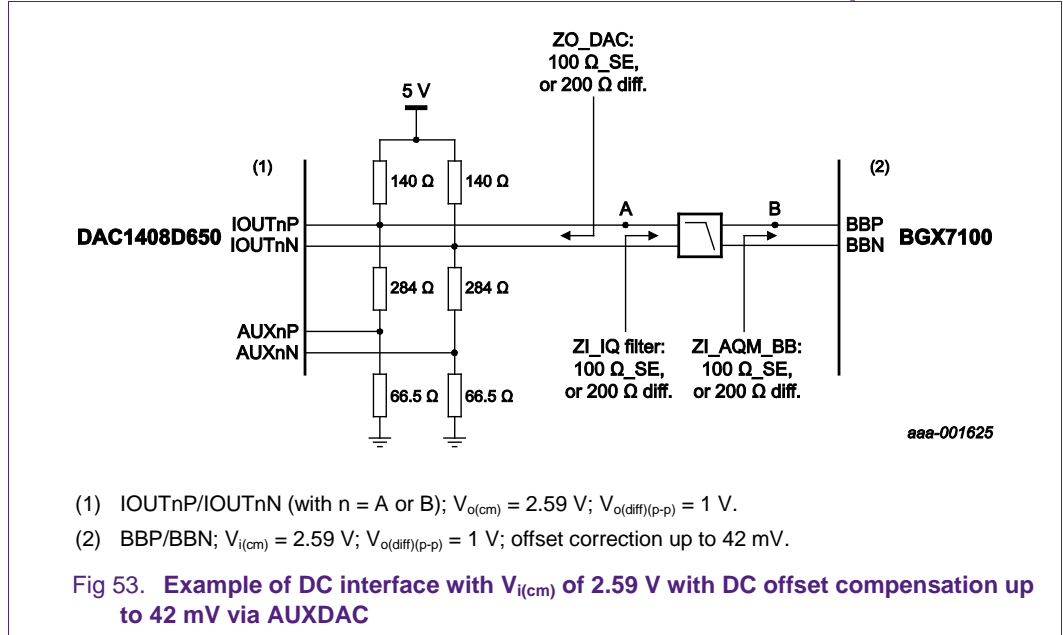 ZO_DAC:
100 Ω_SE,
or 200 Ω diff.
5 V
(1)
(2)
140 Ω
140 Ω
A
B
DAC1408D650
IOUTnP
IOUTnN
BBP
BBN
BGX7100
284 Ω
284 Ω
AUXnP
AUXnN
ZI_IQ filter:
100 Ω_SE,
or 200 Ω diff.
ZI_AQM_BB:
100 Ω_SE,
or 200 Ω diff.
66.5 Ω
66.5 Ω
aaa-001625
(1) IOUTnP/IOUTnN (with n = A or B); Vo(cm) = 2.59 V; Vo(diff)(p-p) = 1 V.
(2) BBP/BBN; Vi(cm) = 2.59 V; Vo(diff)(p-p) = 1 V; offset correction up to 42 mV.
Fig 53. Example of DC interface with Vi(cm) of 2.59 V with DC offset compensation up
to 42 mV via AUXDAC